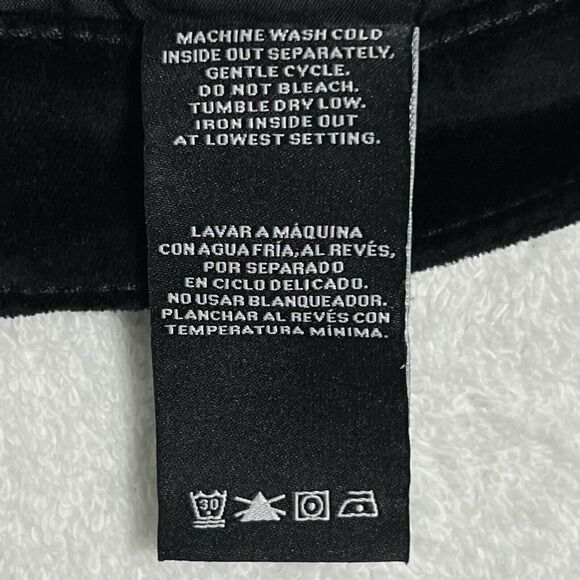 MACHINE WASH COLD
INSIDE OUT SEPARATELY,
GENTLE CYCLE.
DO NOT BLEACH.
TUMBLE DRY LOW.
IRON INSIDE OUT
AT LOWEST SETTING.
LAVAR A MÁQUINA
CON AGUA FRÍA, AL REVÉS,
POR SEPARADO
EN CICLO DELICADO.
NO USAR BLANQUEADOR.
PLANCHAR AL REVÉS CON
TEMPERATURA MÍNIMA.
30